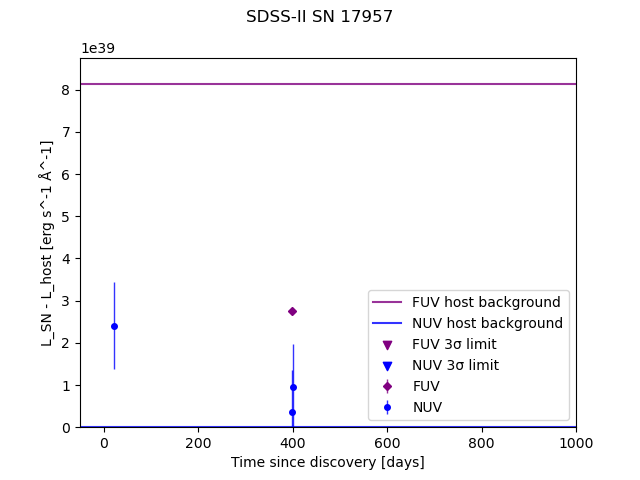 SDSS-II SN 17957
1e39
8
7
6
5
4
3
2
1
0
L_SN - L_host [erg s^-1 Å^-1]
FUV host background
NUV host background
FUV 3σ limit
NUV 3σ limit
FUV
NUV
0 200 400 600 800 1000
Time since discovery [days]